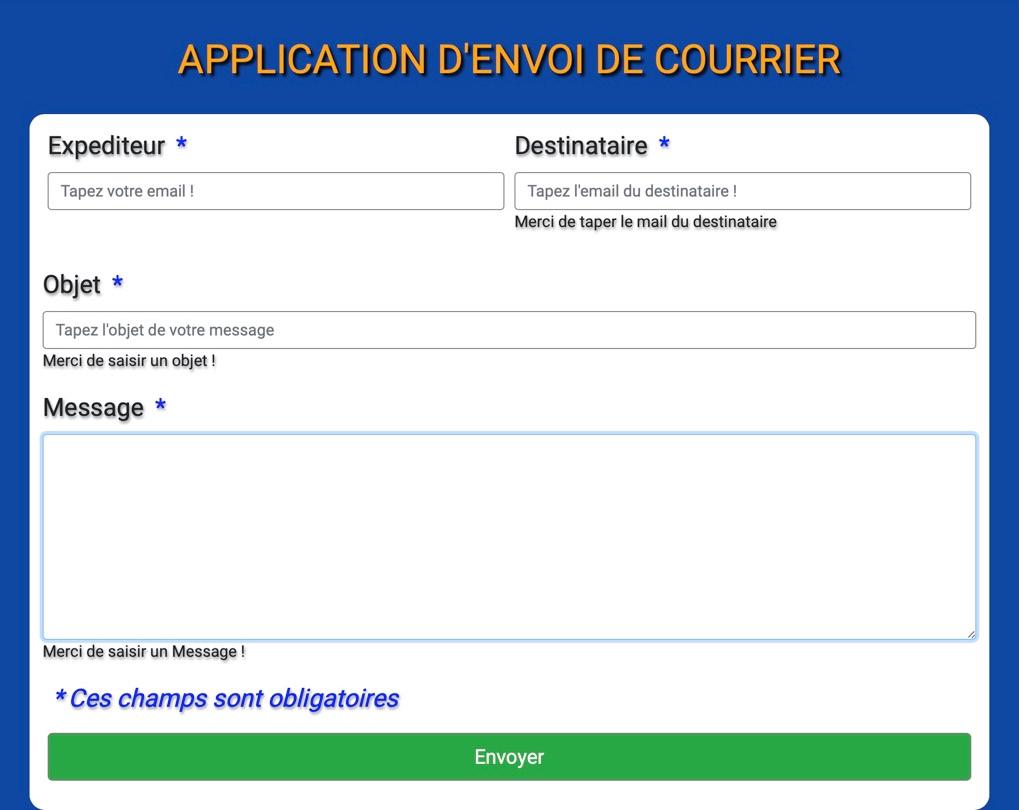 APPLICATION D'ENVOI DE COURRIER
Expediteur *
Destinataire *
Tapez votre email !
Tapez l'email du destinataire !
Merci de taper le mail du destinataire
Objet *
Tapez l'objet de votre message
Merci de saisir un objet !
Message *
Merci de saisir un Message !
* Ces champs sont obligatoires
Envoyer